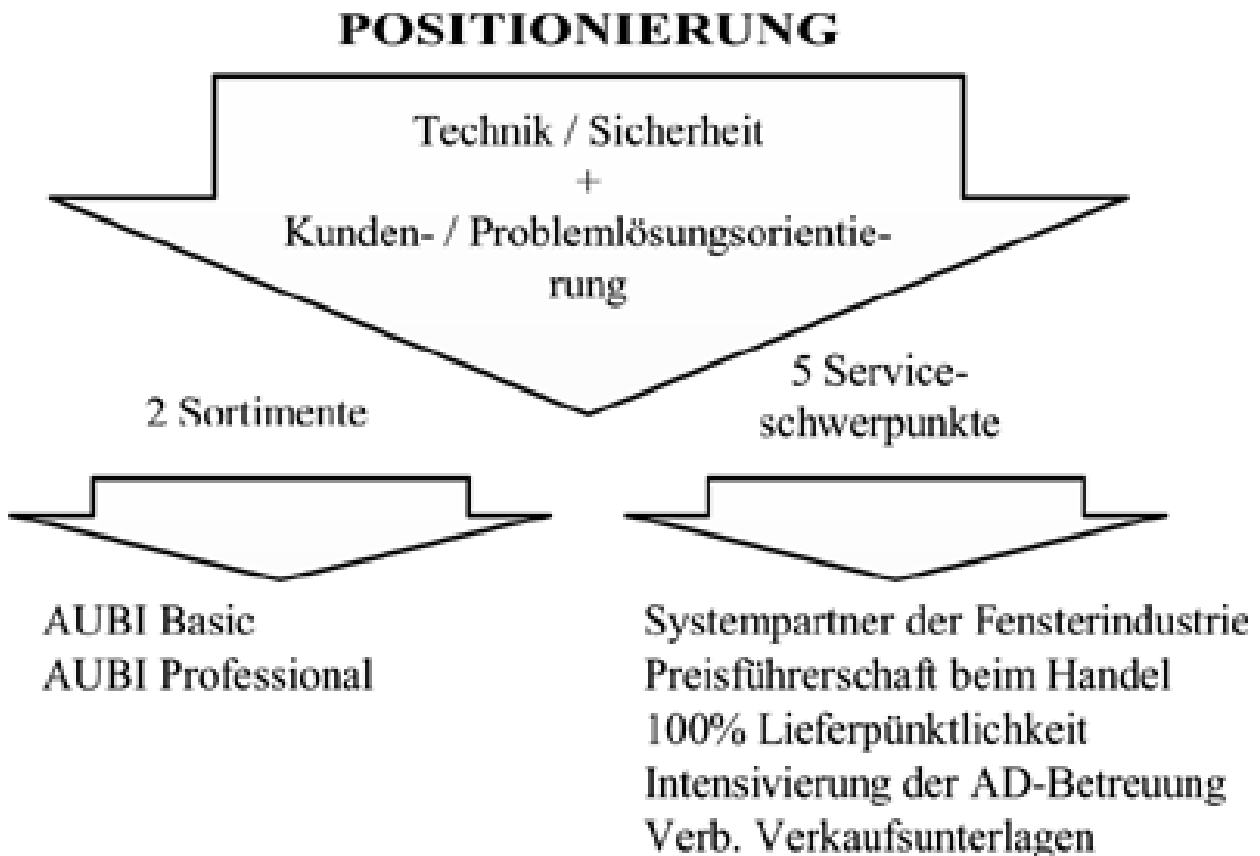 POSITIONIERUNG
Technik / Sicherheit
+
Kunden- / Problemlösungsorientie-
rung
2 Sortimente
5 Service-
schwerpunkte
AUBI Basic
AUBI Professional
Systempartner der Fensterindustrie
Preisführerschaft beim Handel
100% Lieferpünktlichkeit
Intensivierung der AD-Betreuung
Verb. Verkaufsunterlagen